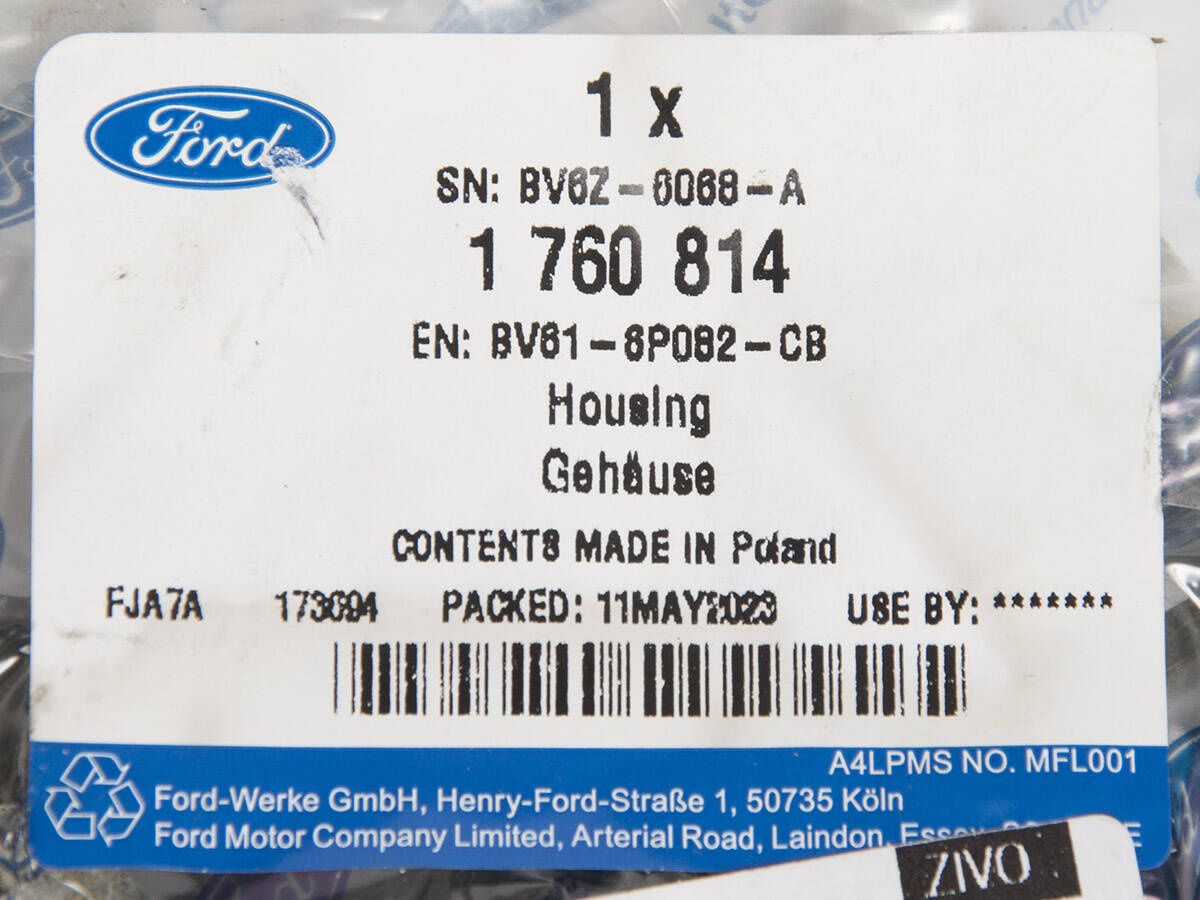 Ford
1 x
SN: BV6Z-6068-A
1 760 814
EN: BV61-6P082-CB
Housing
Gehäuse
CONTENTS MADE IN Poland
FJA7A 173694 PACKED: 11MAY2023 USE BY: *******
A4LPMS NO. MFL001
Ford-Werke GmbH, Henry-Ford-Straße 1, 50735 Köln
Ford Motor Company Limited, Arterial Road, Laindon, Essex,
ZIVO